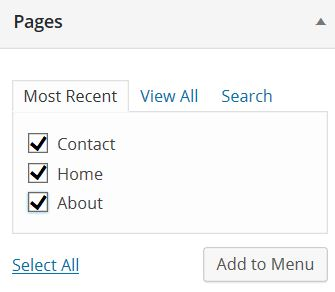 Pages
Most Recent View All Search
Contact
Home
About
Select All Add to Menu